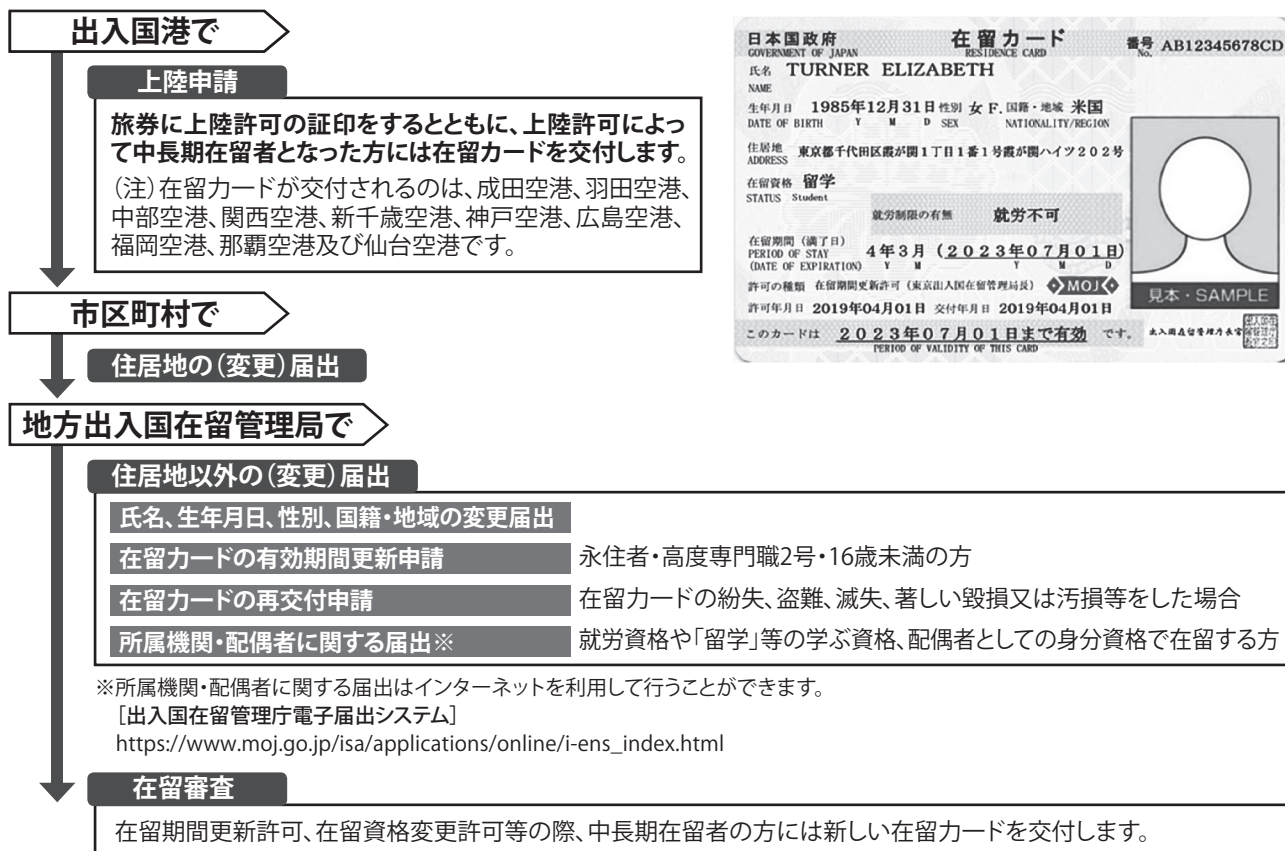 出入国港で
上陸申請
旅券に上陸許可の証印をするとともに、上陸許可によっ
て中長期在留者となった方には在留カードを交付します。
(注)在留カードが交付されるのは、成田空港、羽田空港、
中部空港、関西空港、新千歳空港、神戸空港、広島空港、
福岡空港、那覇空港及び仙台空港です。
日本国政府 在留カード 番号 AB12345678CD
GOVERNMENT OF JAPAN RESIDENCE CARD No.
氏名 TURNER ELIZABETH
NAME
生年月日 1985年12月31日 性別 女 F. 国籍・地域 米国
DATE OF BIRTH Y M D SEX NATIONALITY/REGION
住居地 東京都千代田区霞が関1丁目1番1号霞が関ハイツ202号
ADDRESS
在留資格 留学
STATUS Student
就労制限の有無 就労不可
在留期間(満了日)
PERIOD OF STAY 4年3月(2023年07月01日)
(DATE OF EXPIRATION) Y M Y M D
許可の種類 在留期間更新許可(東京出入国在留管理局長) MOJ
許可年月日 2019年04月01日 交付年月日 2019年04月01日
見本・SAMPLE
このカードは 2023年07月01日まで有効 です。 出入国在留管理庁長官
PERIOD OF VALIDITY OF THIS CARD
市区町村で
住居地の(変更)届出
地方出入国在留管理局で
住居地以外の(変更)届出
氏名、生年月日、性別、国籍・地域の変更届出
在留カードの有効期間更新申請 永住者・高度専門職2号・16歳未満の方
在留カードの再交付申請 在留カードの紛失、盗難、滅失、著しい毀損又は汚損等をした場合
所属機関・配偶者に関する届出※ 就労資格や「留学」等の学ぶ資格、配偶者としての身分資格で在留する方
※所属機関・配偶者に関する届出はインターネットを利用して行うことができます。
[出入国在留管理庁電子届出システム]
https://www.moj.go.jp/isa/applications/online/i-ens_index.html
在留審査
在留期間更新許可、在留資格変更許可等の際、中長期在留者の方には新しい在留カードを交付します。